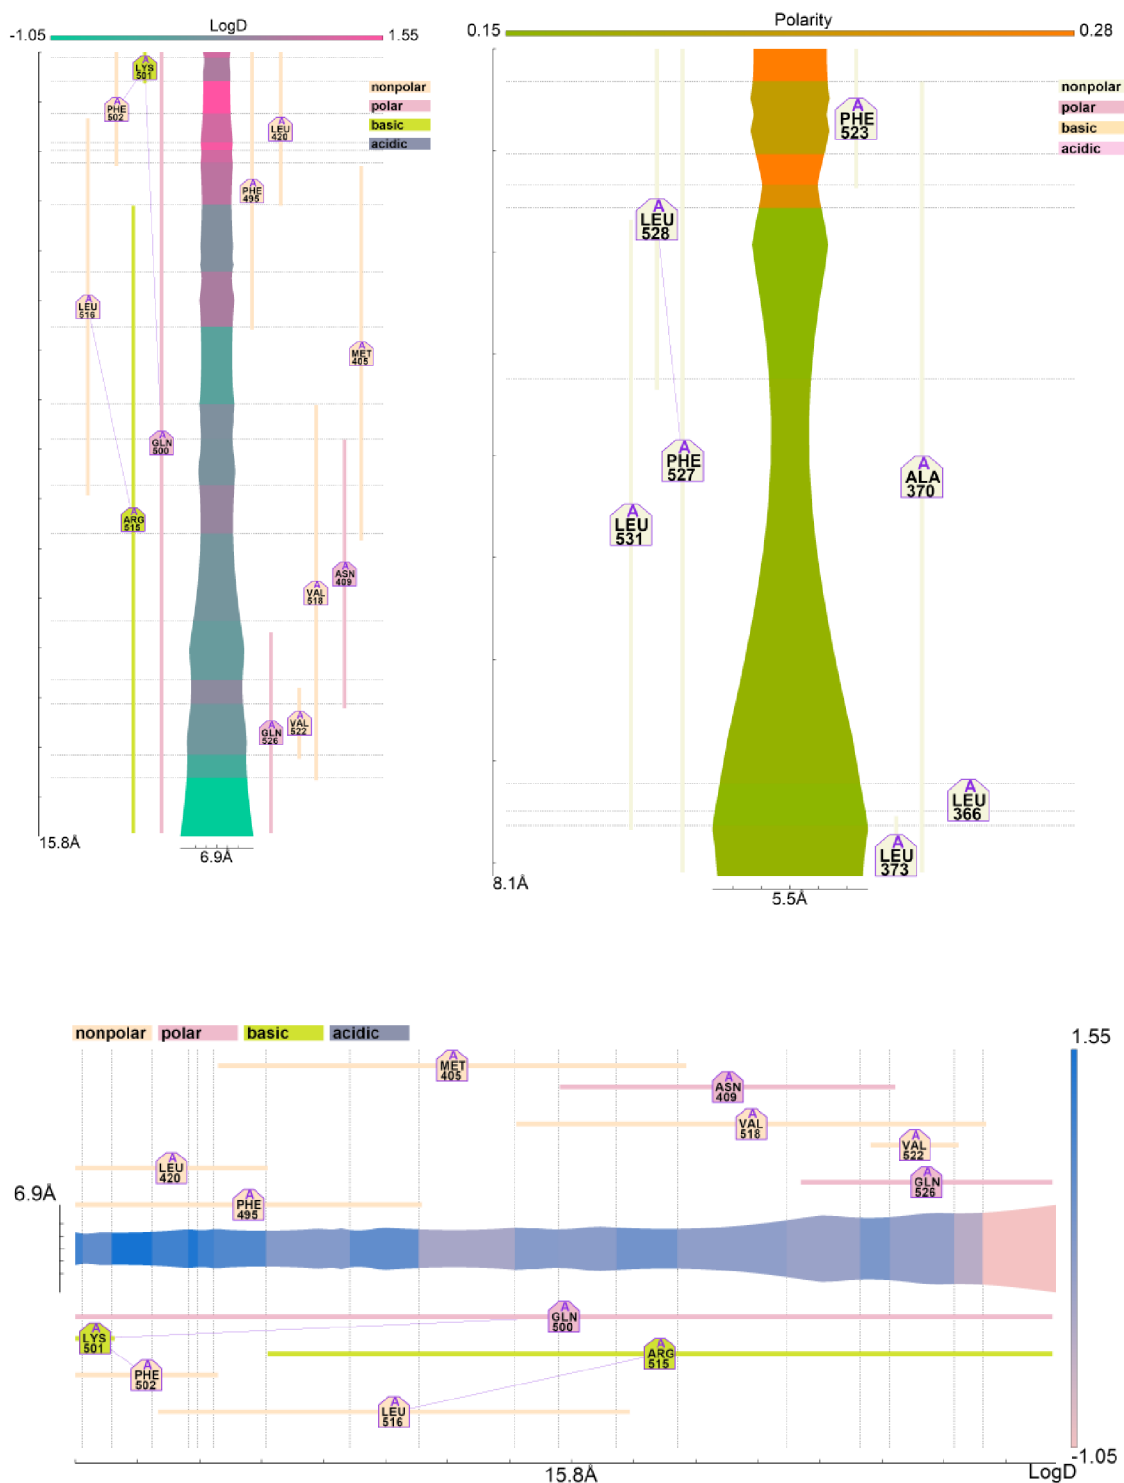 LogD
-1.05
1.55
nonpolar
polar
basic
acidic
A
LYS
501
A
PHE
502
A
LEU
420
A
PHE
495
A
LEU
516
A
MET
405
A
GLN
500
A
ARG
515
A
ASN
409
A
VAL
518
A
VAL
522
A
GLN
526
15.8Å
6.9Å
Polarity
0.15
0.28
nonpolar
polar
basic
acidic
A
PHE
523
A
LEU
528
A
PHE
527
A
ALA
370
A
LEU
531
A
LEU
366
A
LEU
373
8.1Å
5.5Å
nonpolar
polar
basic
acidic
1.55
A
MET
405
A
ASN
409
A
VAL
518
A
VAL
522
A
LEU
420
A
GLN
526
6.9Å
A
PHE
495
A
GLN
500
A
LYS
501
A
ARG
515
A
PHE
502
A
LEU
516
-1.05
15.8Å
LogD